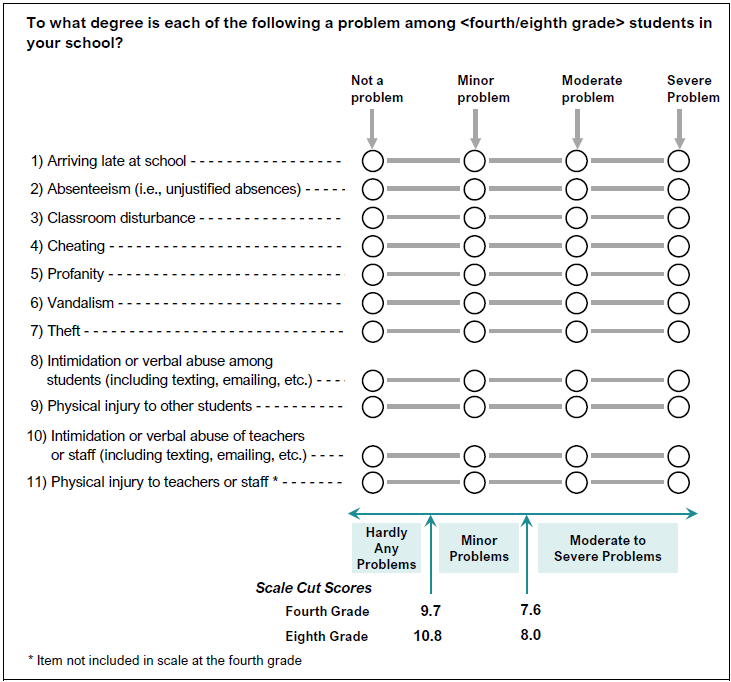 To what degree is each of the following a problem among <fourth/eighth grade> students in
your school?
Not a
problem
Minor
problem
Moderate
problem
Severe
Problem
1) Arriving late at school - - - - - - - - - - - - - - - - -
2) Absenteeism (i.e., unjustified absences) - - - - -
3) Classroom disturbance - - - - - - - - - - - - - - - -
4) Cheating - - - - - - - - - - - - - - - - - - - - - - - - - -
5) Profanity - - - - - - - - - - - - - - - - - - - - - - - - - -
6) Vandalism - - - - - - - - - - - - - - - - - - - - - - - - -
7) Theft - - - - - - - - - - - - - - - - - - - - - - - - - - - - -
8) Intimidation or verbal abuse among
students (including texting, emailing, etc.) - - - -
9) Physical injury to other students - - - - - - - - - -
10) Intimidation or verbal abuse of teachers
or staff (including texting, emailing, etc.) - - - -
11) Physical injury to teachers or staff * - - - - - - -
Hardly
Any
Problems
Minor
Problems
Moderate to
Severe Problems
Scale Cut Scores
Fourth Grade 9.7 7.6
Eighth Grade 10.8 8.0
* Item not included in scale at the fourth grade